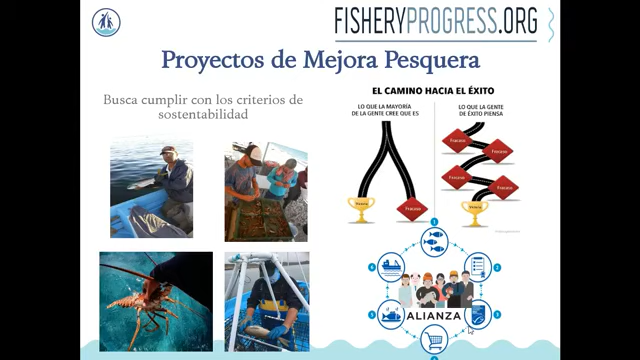 FISHERYPROGRESS.ORG
Proyectos de Mejora Pesquera
Busca cumplir con los criterios de
sostentabilidad
EL CAMINO HACIA EL ÉXITO
LO QUE LA MAYORÍA
DE LA GENTE CREE QUE ES
LO QUE LA GENTE
DE ÉXITO PIENSA
Fracaso
Fracaso
Fracaso
Fracaso
Fracaso
ALIANZA